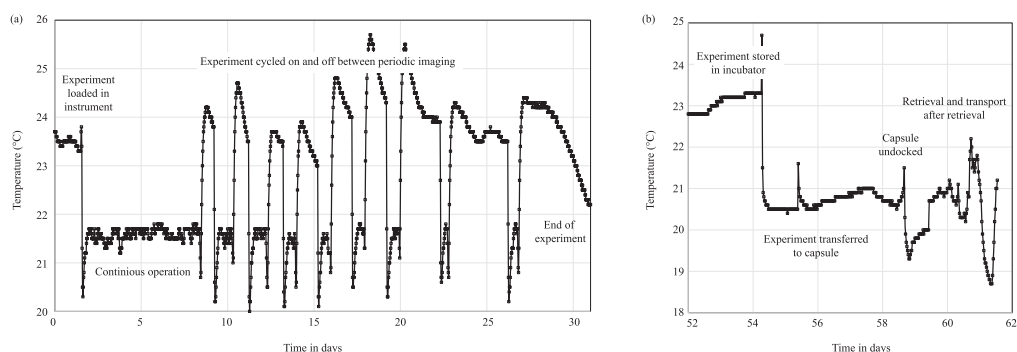 (a)
26
25
24
23
22
21
20
Temperature (°C)
Experiment
loaded in
instrument
Experiment cycled on and off between periodic imaging
Continious operation
End of
experiment
0 5 10 15 20 25 30
Time in days
(b)
25
24
23
22
21
20
19
18
Temperature (°C)
Experiment stored
in incubator
Retrieval and transport
after retrieval
Capsule
undocked
Experiment transferred
to capsule
52 54 56 58 60 62
Time in days